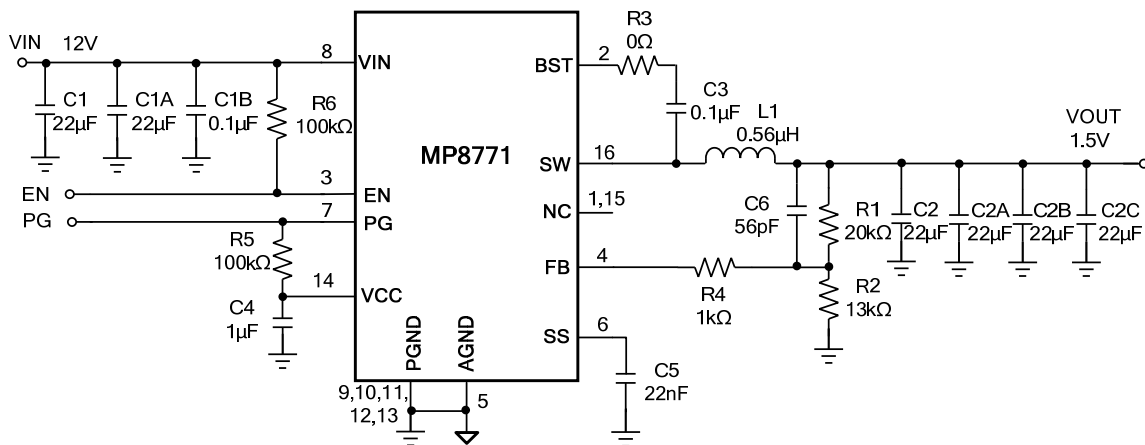 VIN 12V
C1
22µF
C1A
22µF
C1B
0.1µF
R6
100kΩ
EN
PG
R5
100kΩ
C4
1µF
8
3
7
14
VIN
EN
PG
VCC
MP8771
BST
SW
NC
FB
SS
PGND
AGND
9,10,11,
12,13
5
2
16
1,15
4
6
R3
0Ω
C3
0.1µF
L1
0.56µH
C6
56pF
R1
20kΩ
R4
1kΩ
R2
13kΩ
C5
22nF
C2
22µF
C2A
22µF
C2B
22µF
C2C
22µF
VOUT
1.5V